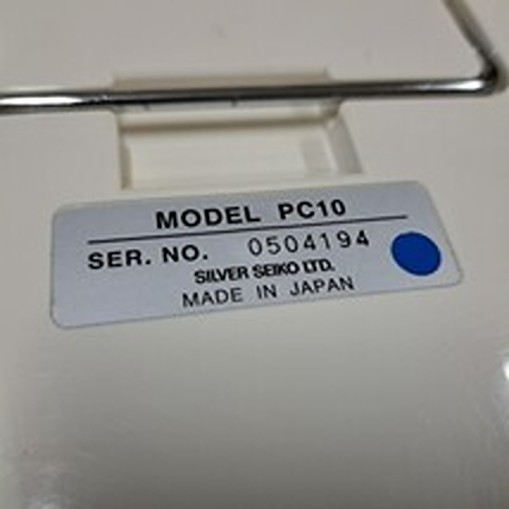 MODEL PC10
SER. NO. 0504194
SILVER SEIKO LTD.
MADE IN JAPAN